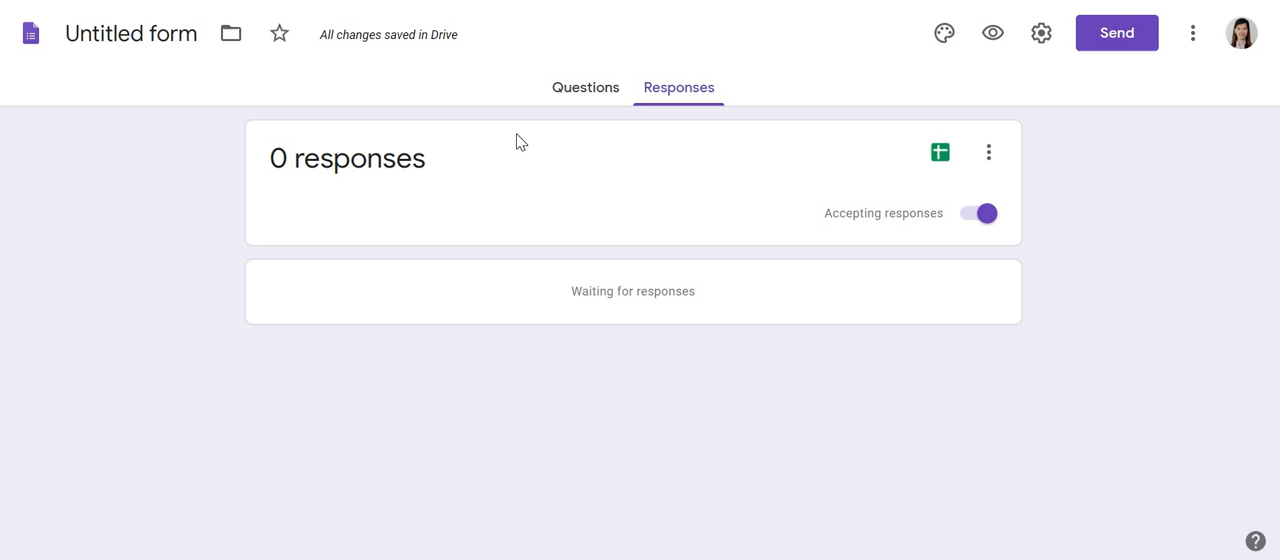 Untitled form
All changes saved in Drive
Send
Questions
Responses
0 responses
Accepting responses
Waiting for responses